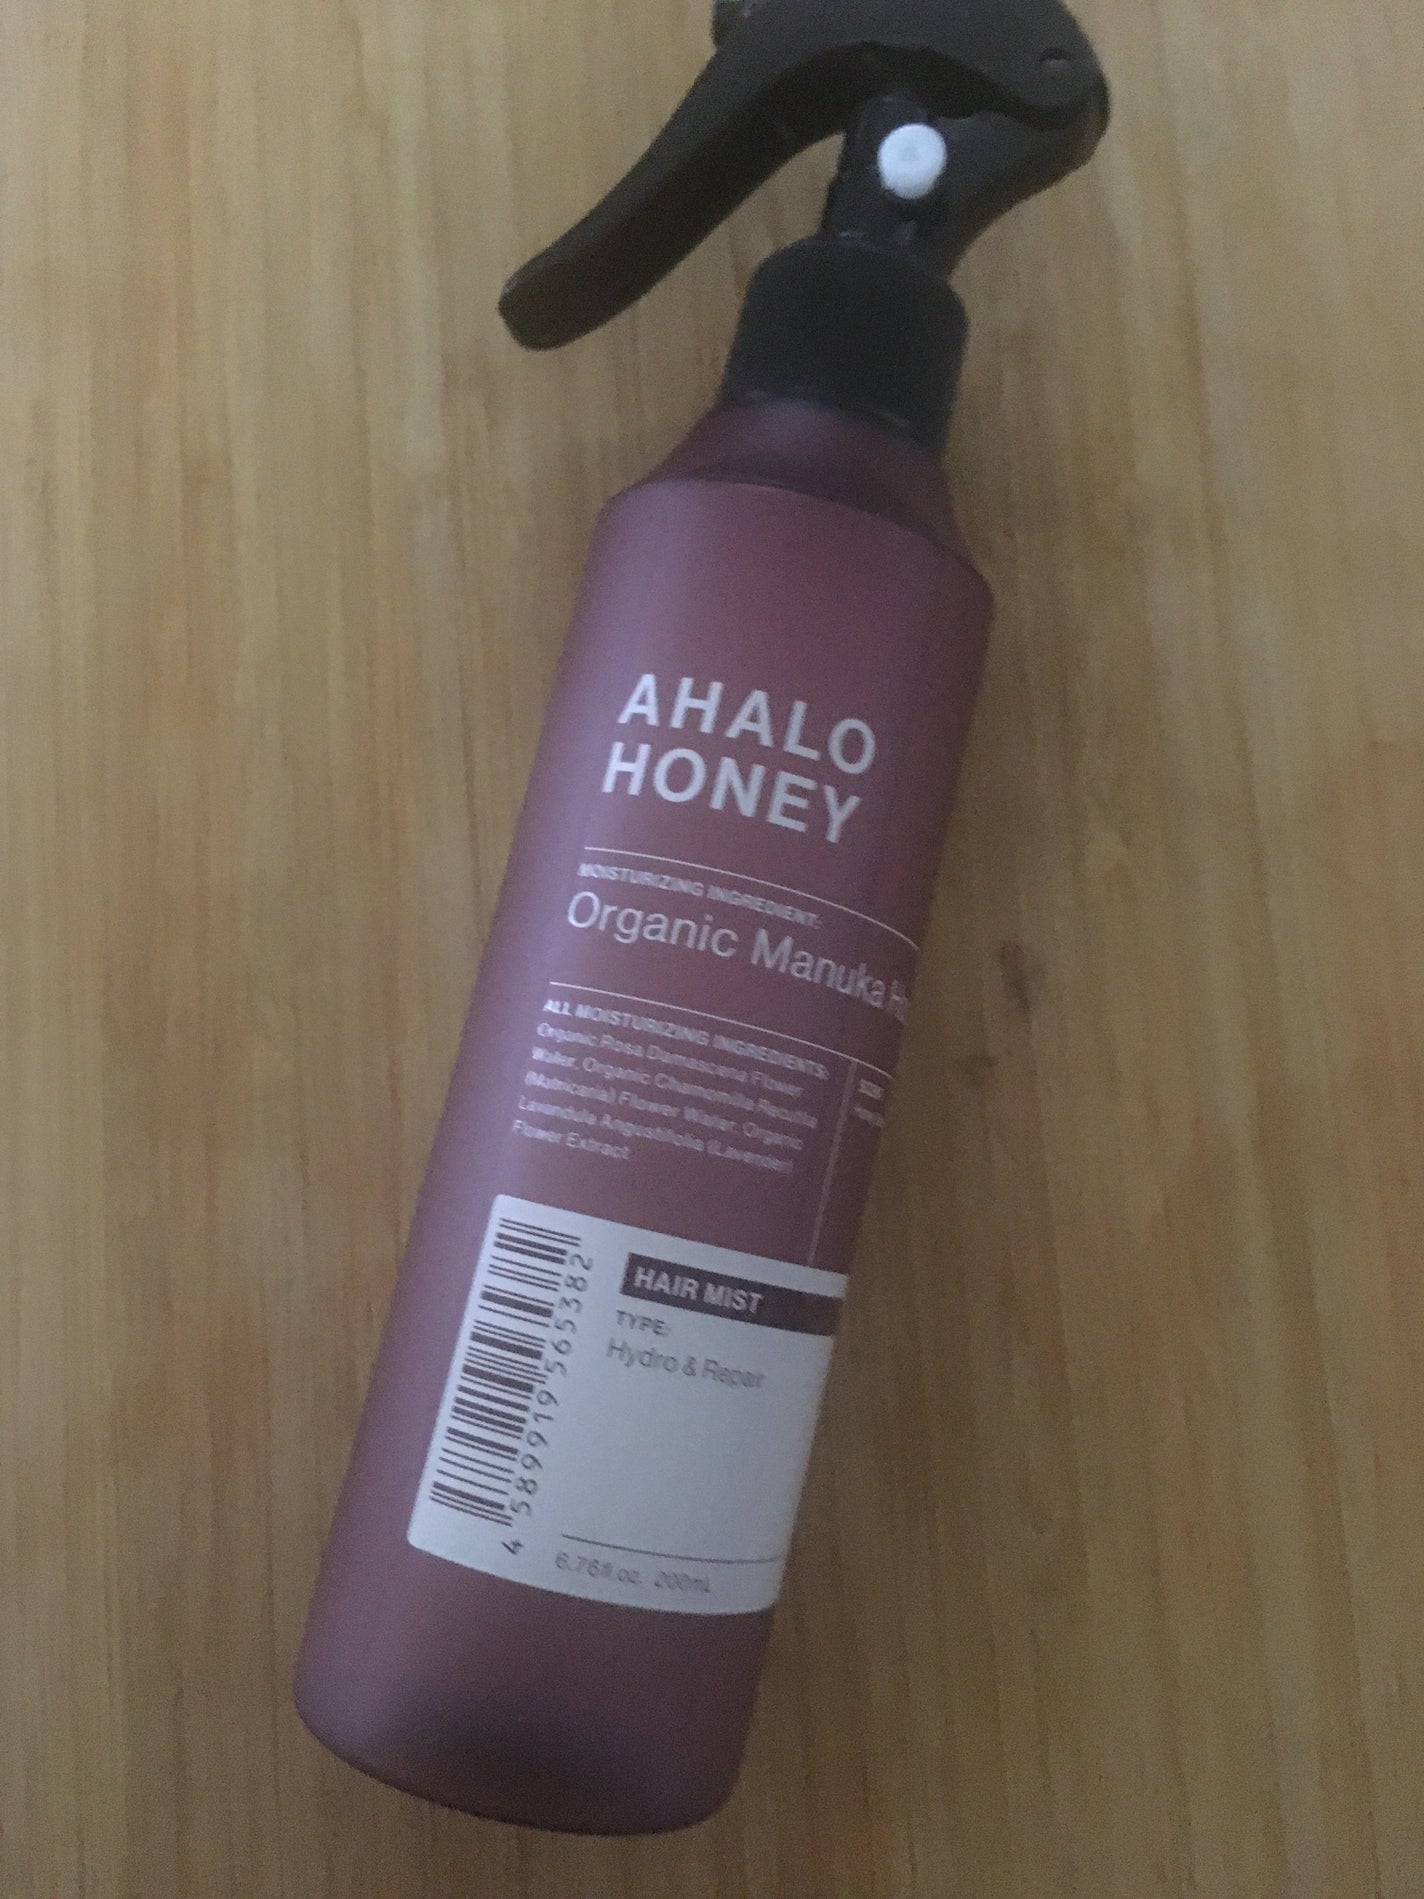 AHALO
HONEY
MOISTURIZING INGREDIENT:
Organic Manuka
ALL MOISTURIZING INGREDIENTS:
Organic Rosa Damascena Flower
Water, Organic Chamomilla Recutita
(Matricaria) Flower Water, Organic
Lavandula Angustifolia (Lavender)
Flower Extract
HAIR MIST
TYPE:
Hydro & Repair
6.76fl.oz. 200mL
4 589919 565382